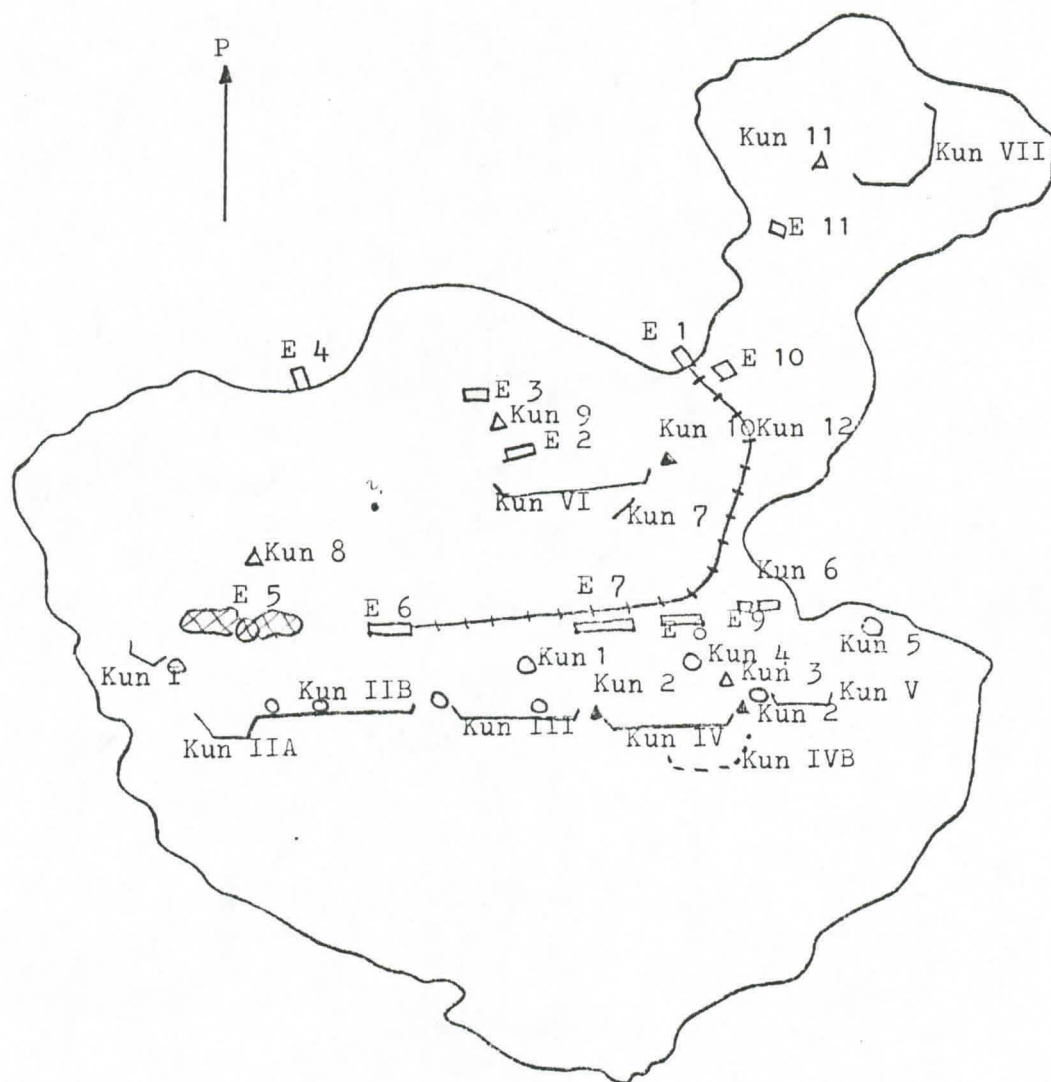 P
Kun 11
Kun VII
E 11
E 1
E 4
E 10
E 3
Kun 9
Kun 10
Kun 12
E 2
Kun VI
Kun 7
Kun 8
Kun 6
E 5
E 7
E 6
E 8
E 9
Kun 5
Kun 1
Kun 4
Kun I
Kun 2
Kun 3
Kun IIB
Kun V
Kun 2
Kun IIA
Kun III
Kun IV
Kun IVB